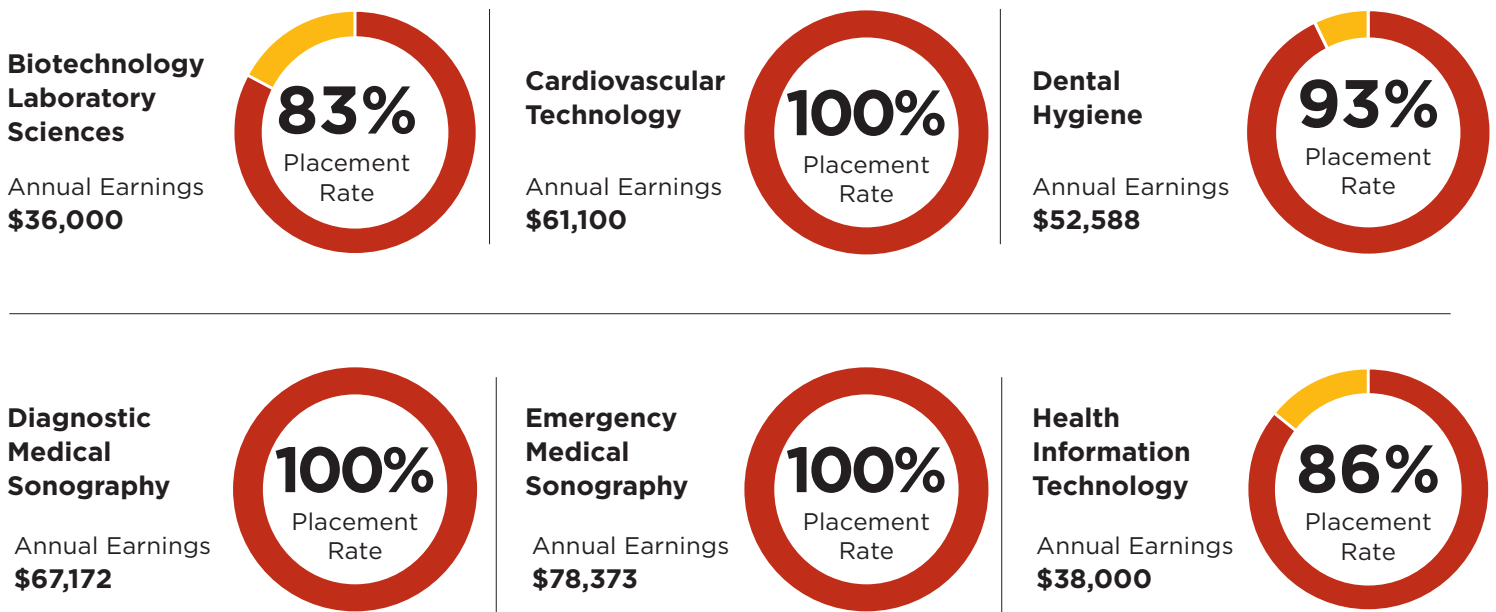 Biotechnology
Laboratory
Sciences
Annual Earnings
$36,000
83%
Placement
Rate
Cardiovascular
Technology
Annual Earnings
$61,100
100%
Placement
Rate
Dental
Hygiene
Annual Earnings
$52,588
93%
Placement
Rate
Diagnostic
Medical
Sonography
Annual Earnings
$67,172
100%
Placement
Rate
Emergency
Medical
Sonography
Annual Earnings
$78,373
100%
Placement
Rate
Health
Information
Technology
Annual Earnings
$38,000
86%
Placement
Rate